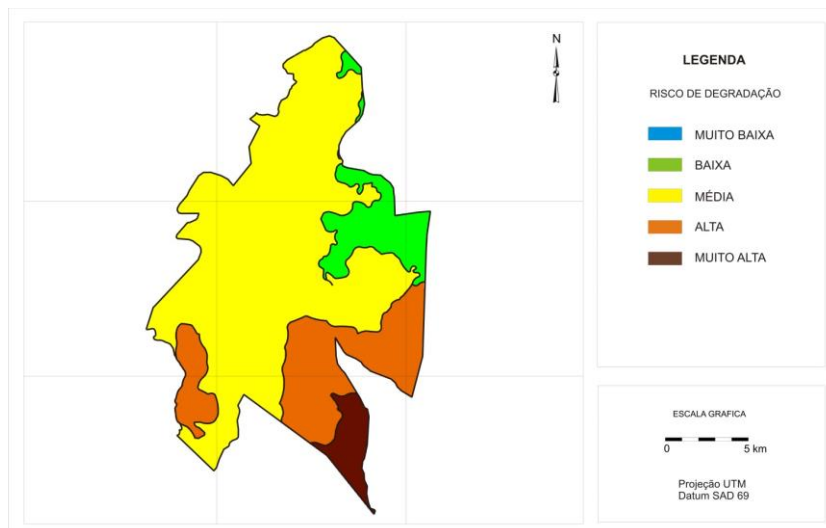 N
LEGENDA
RISCO DE DEGRADAÇÃO
MUITO BAIXA
BAIXA
MÉDIA
ALTA
MUITO ALTA
ESCALA GRAFICA
0 5 km
Projeção UTM
Datum SAD 69